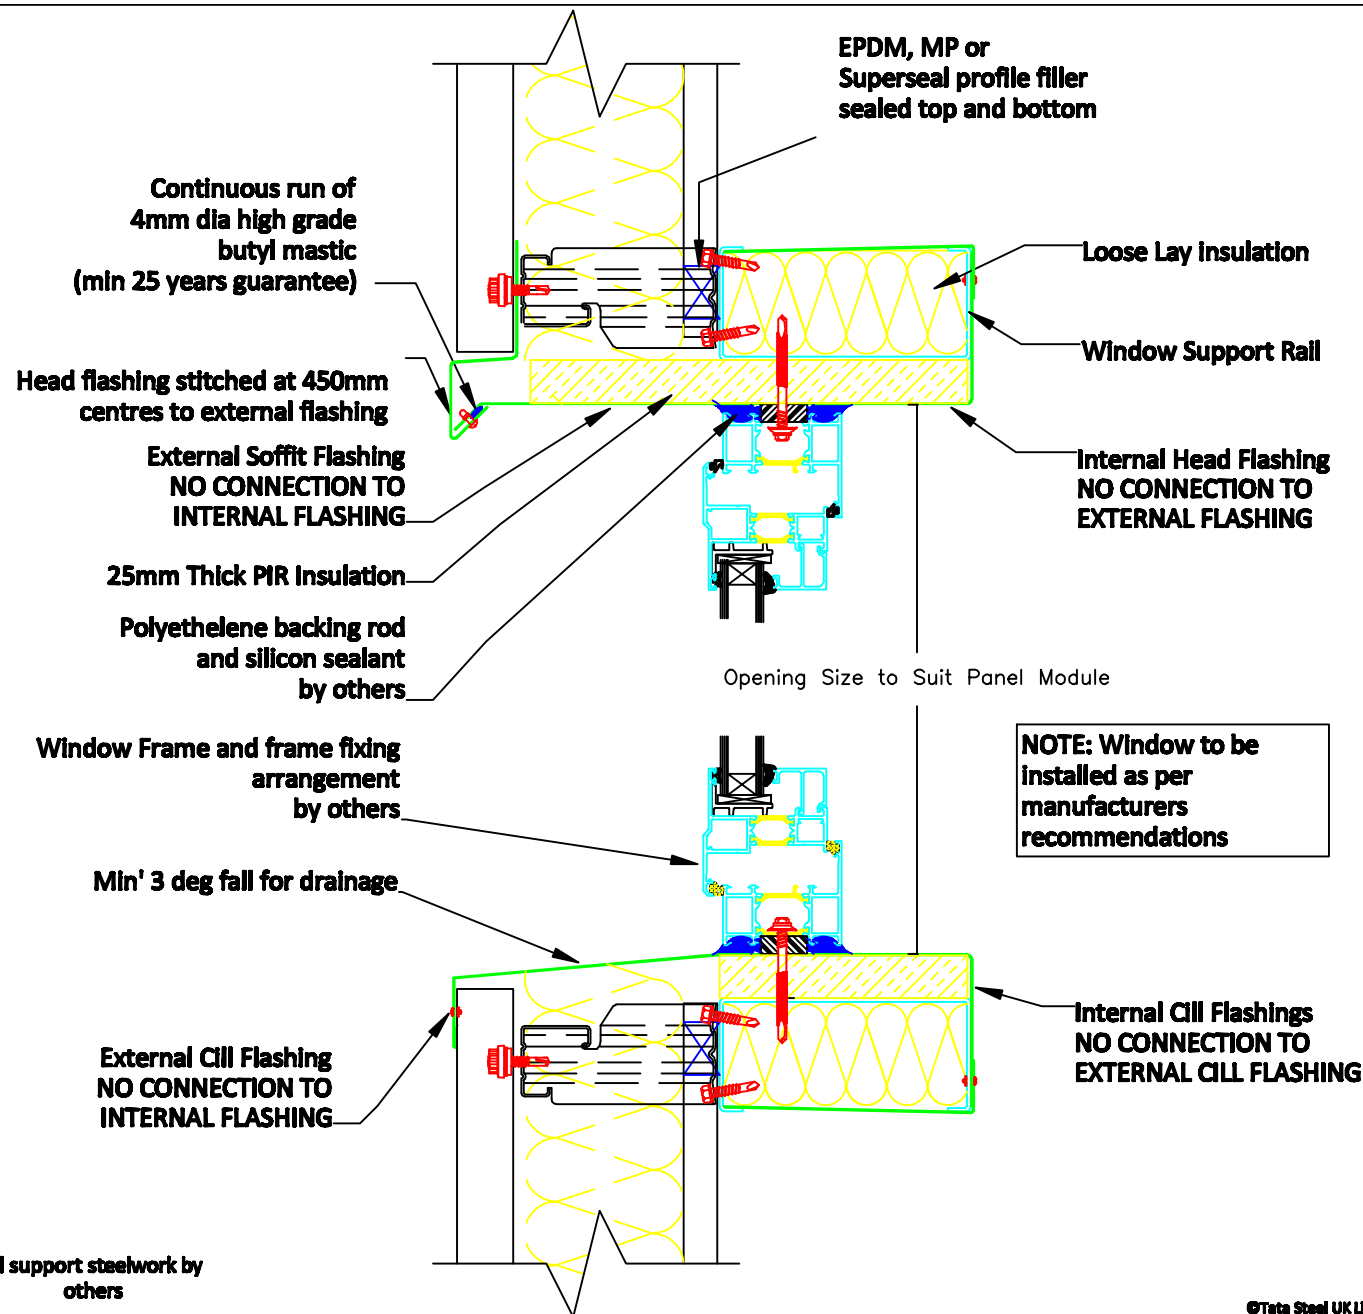 EPDM, MP or
Superseal profile filler
sealed top and bottom
Continuous run of
4mm dia high grade
butyl mastic
(min 25 years guarantee)
Loose Lay insulation
Window Support Rail
Head flashing stitched at 450mm
centres to external flashing
External Soffit Flashing
NO CONNECTION TO
INTERNAL FLASHING
Internal Head Flashing
NO CONNECTION TO
EXTERNAL FLASHING
25mm Thick PIR Insulation
Polyethelene backing rod
and silicon sealant
by others
Opening Size to Suit Panel Module
Window Frame and frame fixing
arrangement
by others
NOTE: Window to be
installed as per
manufacturers
recommendations
Min' 3 deg fall for drainage
Internal Cill Flashings
NO CONNECTION TO
EXTERNAL CILL FLASHING
External Cill Flashing
NO CONNECTION TO
INTERNAL FLASHING
support steelwork by
others
©Tata Steel UK